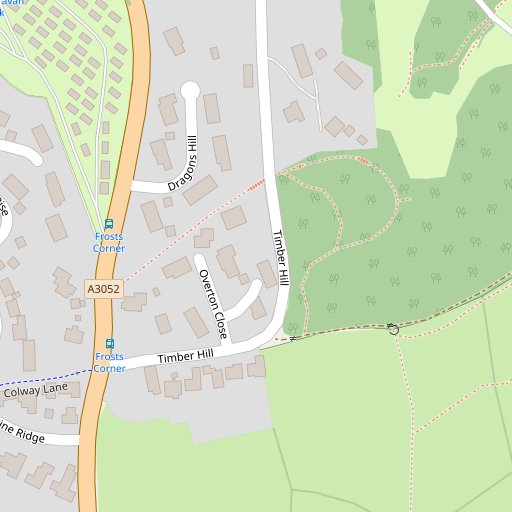 Dragons Hill
Frosts
Corner
Timber Hill
A3052
Overton Close
Frosts
Corner
Timber Hill
Colway Lane
ine Ridge